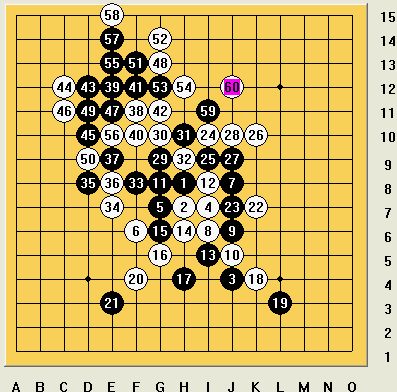 58 15
57 52 14
55 51 48 13
44 43 39 41 53 54 60 12
46 49 47 38 42 59 11
45 56 40 30 31 24 28 26 10
50 37 29 32 25 27 9
35 36 33 11 1 12 7 8
34 5 2 4 23 22 7
6 15 14 8 9 6
16 13 10 5
20 17 3 18 4
21 19 3
2
1
A B C D E F G H I J K L M N O